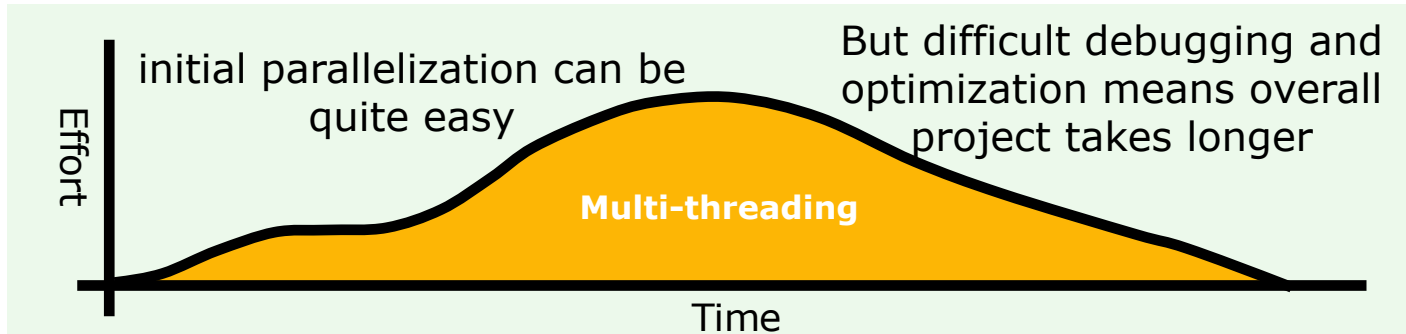 initial parallelization can be
quite easy
But difficult debugging and
optimization means overall
project takes longer
Effort
Multi-threading
Time